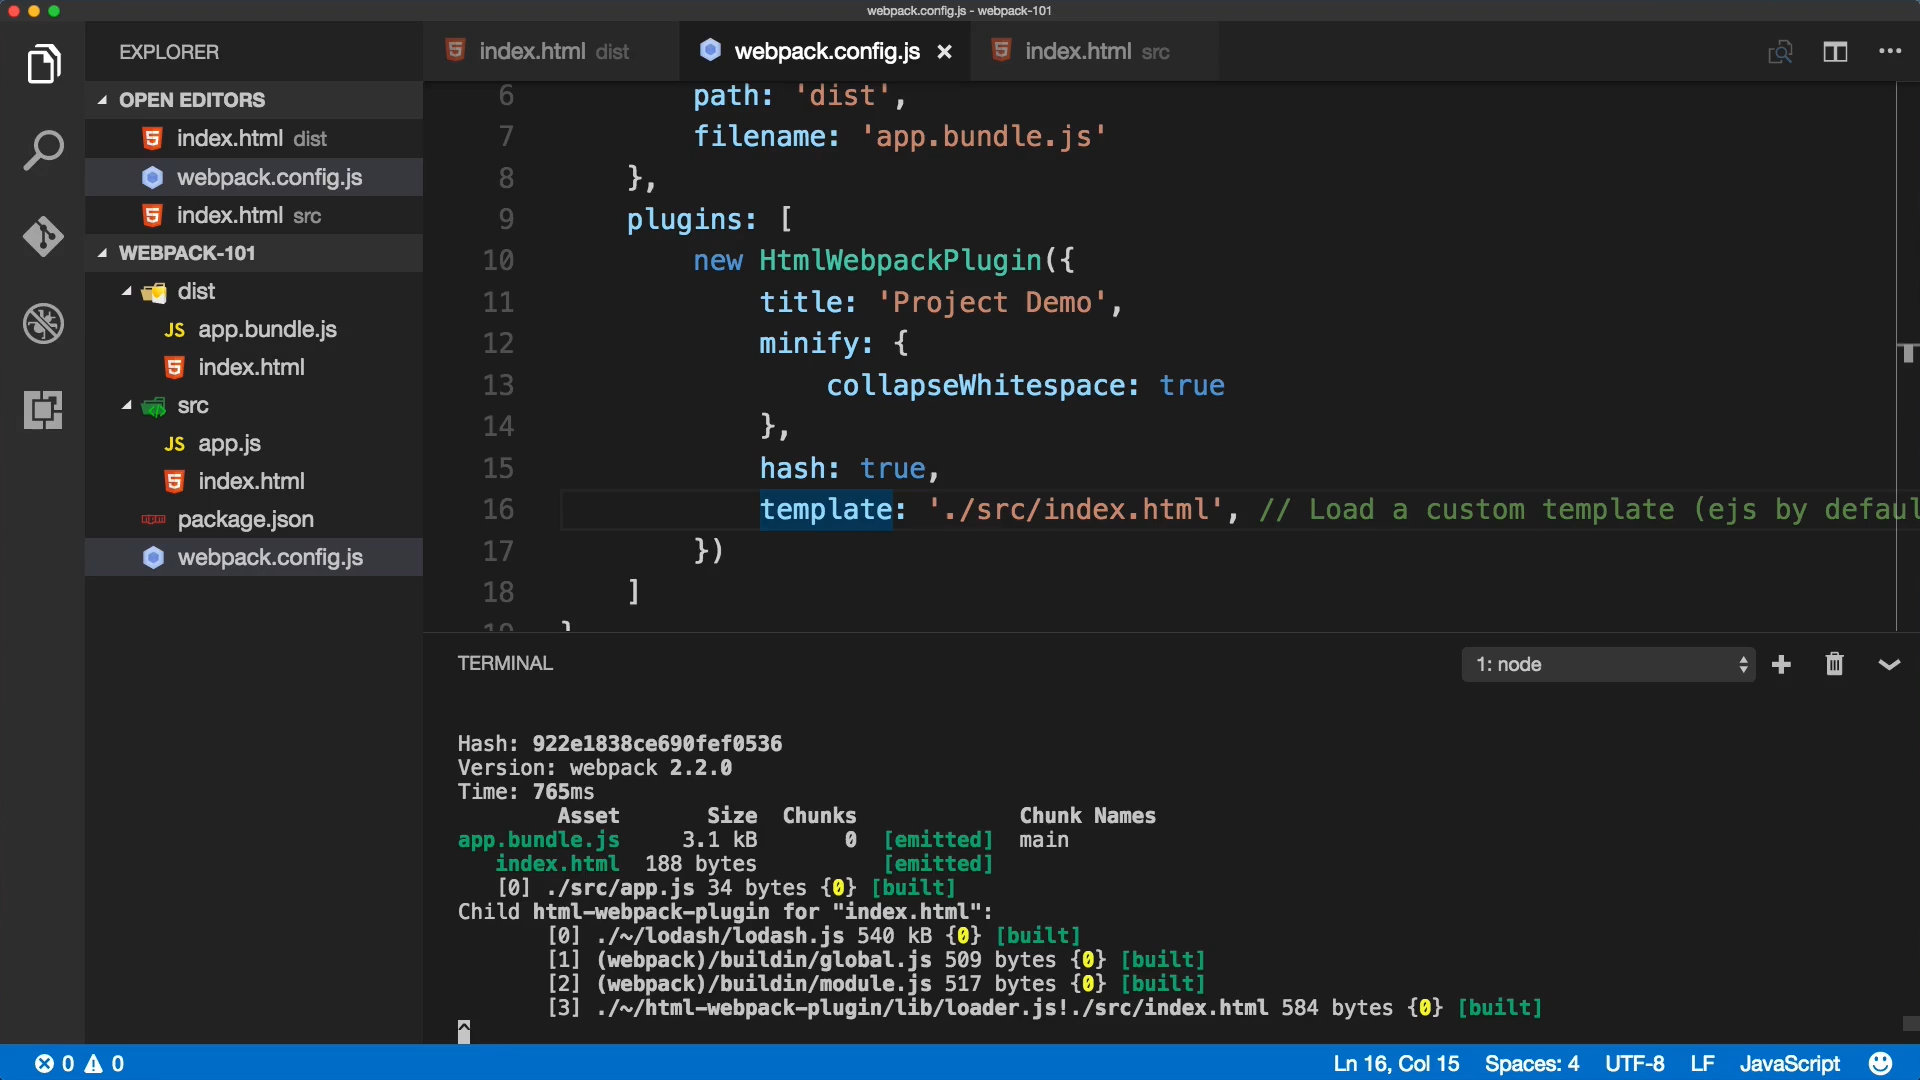 webpack.config.js - webpack-101
EXPLORER
OPEN EDITORS
index.html dist
webpack.config.js
index.html src
WEBPACK-101
dist
JS app.bundle.js
index.html
src
JS app.js
index.html
package.json
webpack.config.js
index.html dist
webpack.config.js ×
index.html src
6 path: 'dist',
7 filename: 'app.bundle.js'
8 },
9 plugins: [
10 new HtmlWebpackPlugin({
11 title: 'Project Demo',
12 minify: {
13 collapseWhitespace: true
14 },
15 hash: true,
16 template: './src/index.html', // Load a custom template (ejs by defaul
17 })
18 ]
19 }
TERMINAL
1: node
Hash: 922e1838ce690fef0536
Version: webpack 2.2.0
Time: 765ms
Asset Size Chunks Chunk Names
app.bundle.js 3.1 kB 0 [emitted] main
index.html 188 bytes [emitted]
[0] ./src/app.js 34 bytes {0} [built]
Child html-webpack-plugin for "index.html":
[0] ./~/lodash/lodash.js 540 kB {0} [built]
[1] (webpack)/buildin/global.js 509 bytes {0} [built]
[2] (webpack)/buildin/module.js 517 bytes {0} [built]
[3] ./~/html-webpack-plugin/lib/loader.js!./src/index.html 584 bytes {0} [built]
^
0 0
Ln 16, Col 15 Spaces: 4 UTF-8 LF JavaScript